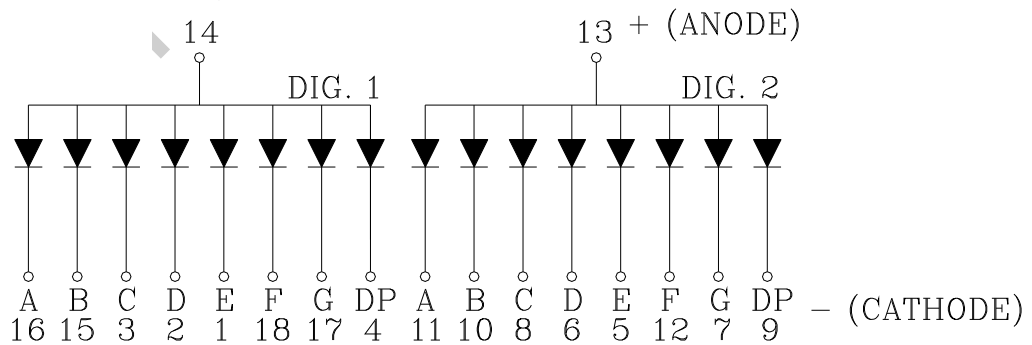 14 13 + (ANODE)
DIG. 1 DIG. 2
A B C D E F G DP A B C D E F G DP – (CATHODE)
16 15 3 2 1 18 17 4 11 10 8 6 5 12 7 9